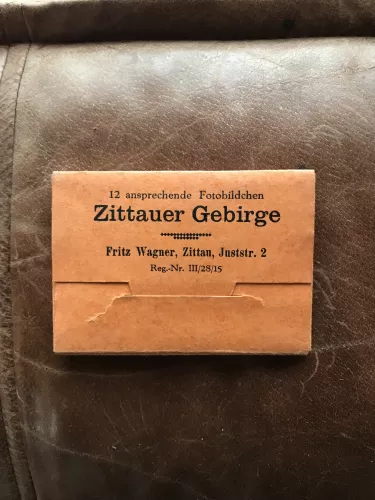 12 ansprechende Fotobildchen
Zittauer Gebirge
Fritz Wagner, Zittau, Juststr. 2
Reg.-Nr. III/28/15